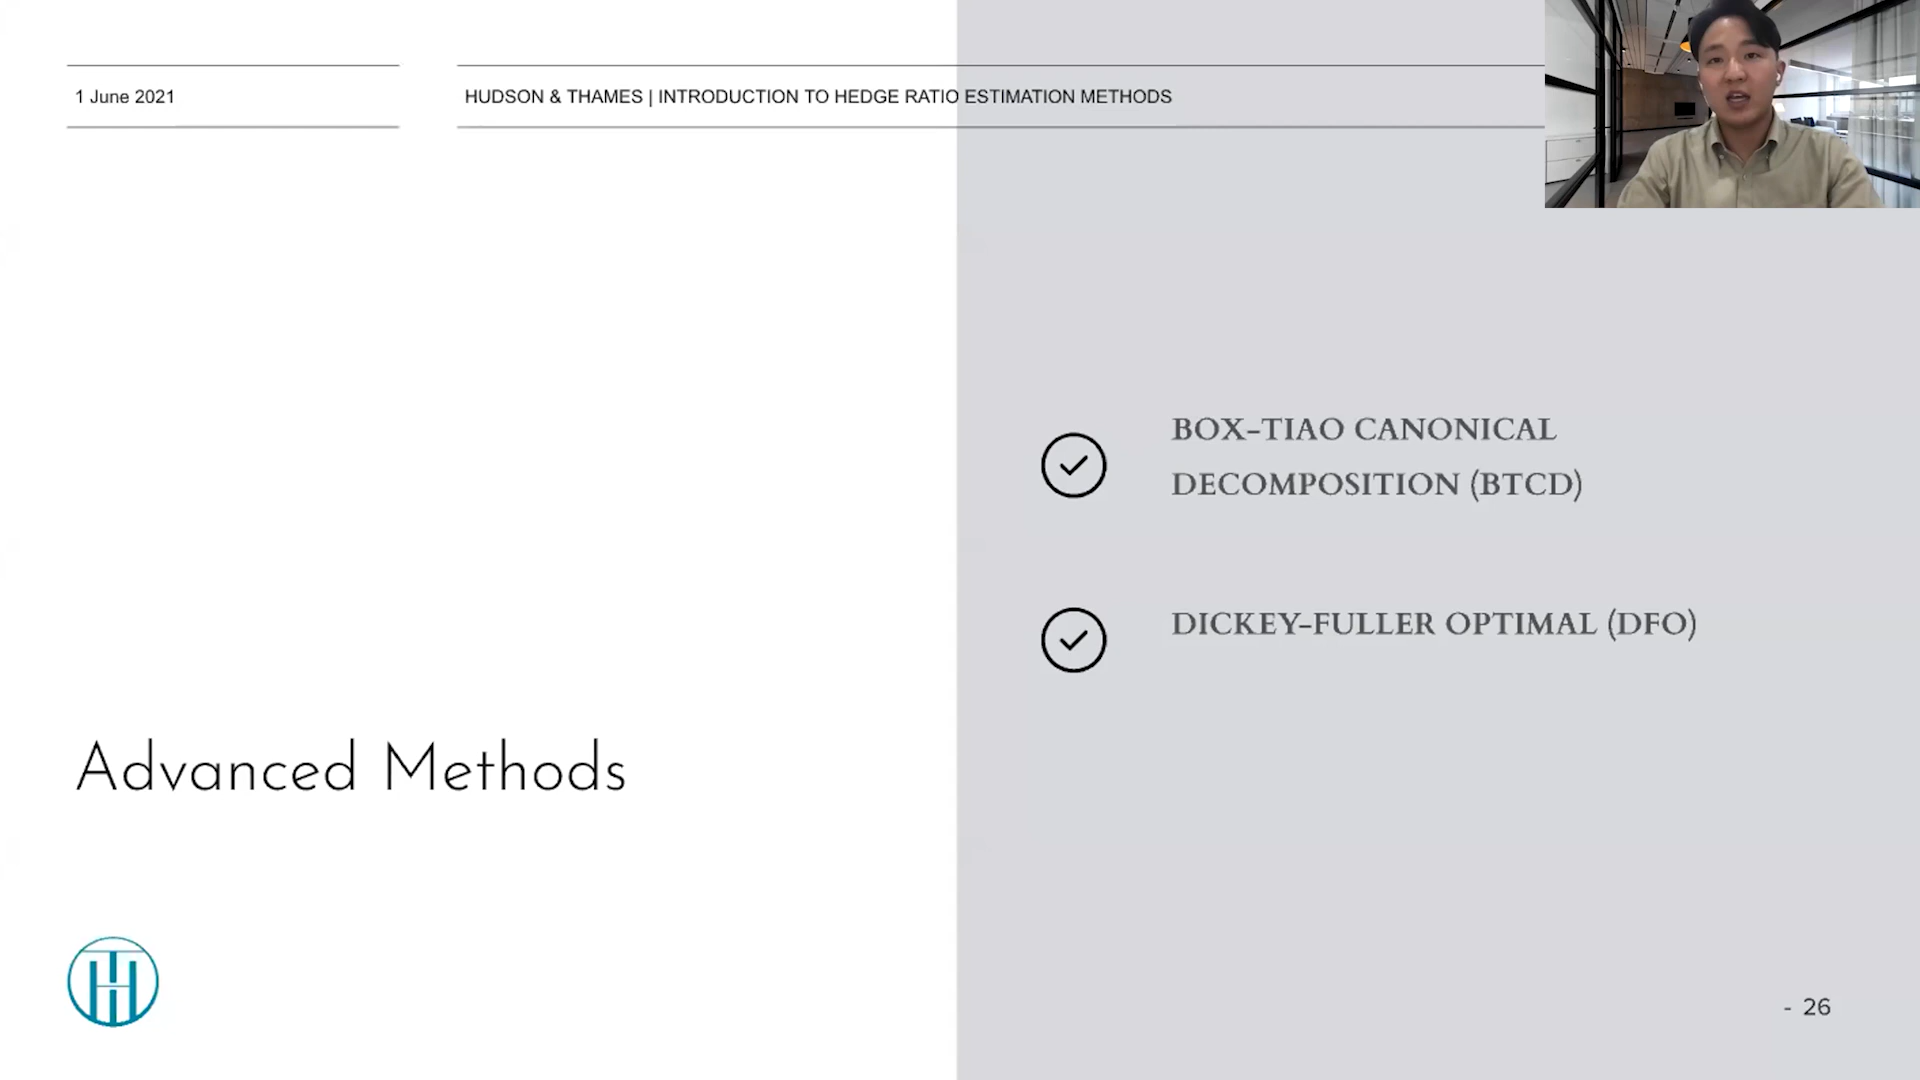 1 June 2021
HUDSON & THAMES | INTRODUCTION TO HEDGE RATIO ESTIMATION METHODS
BOX-TIAO CANONICAL
DECOMPOSITION (BTCD)
DICKEY-FULLER OPTIMAL (DFO)
Advanced Methods
HT
- 26